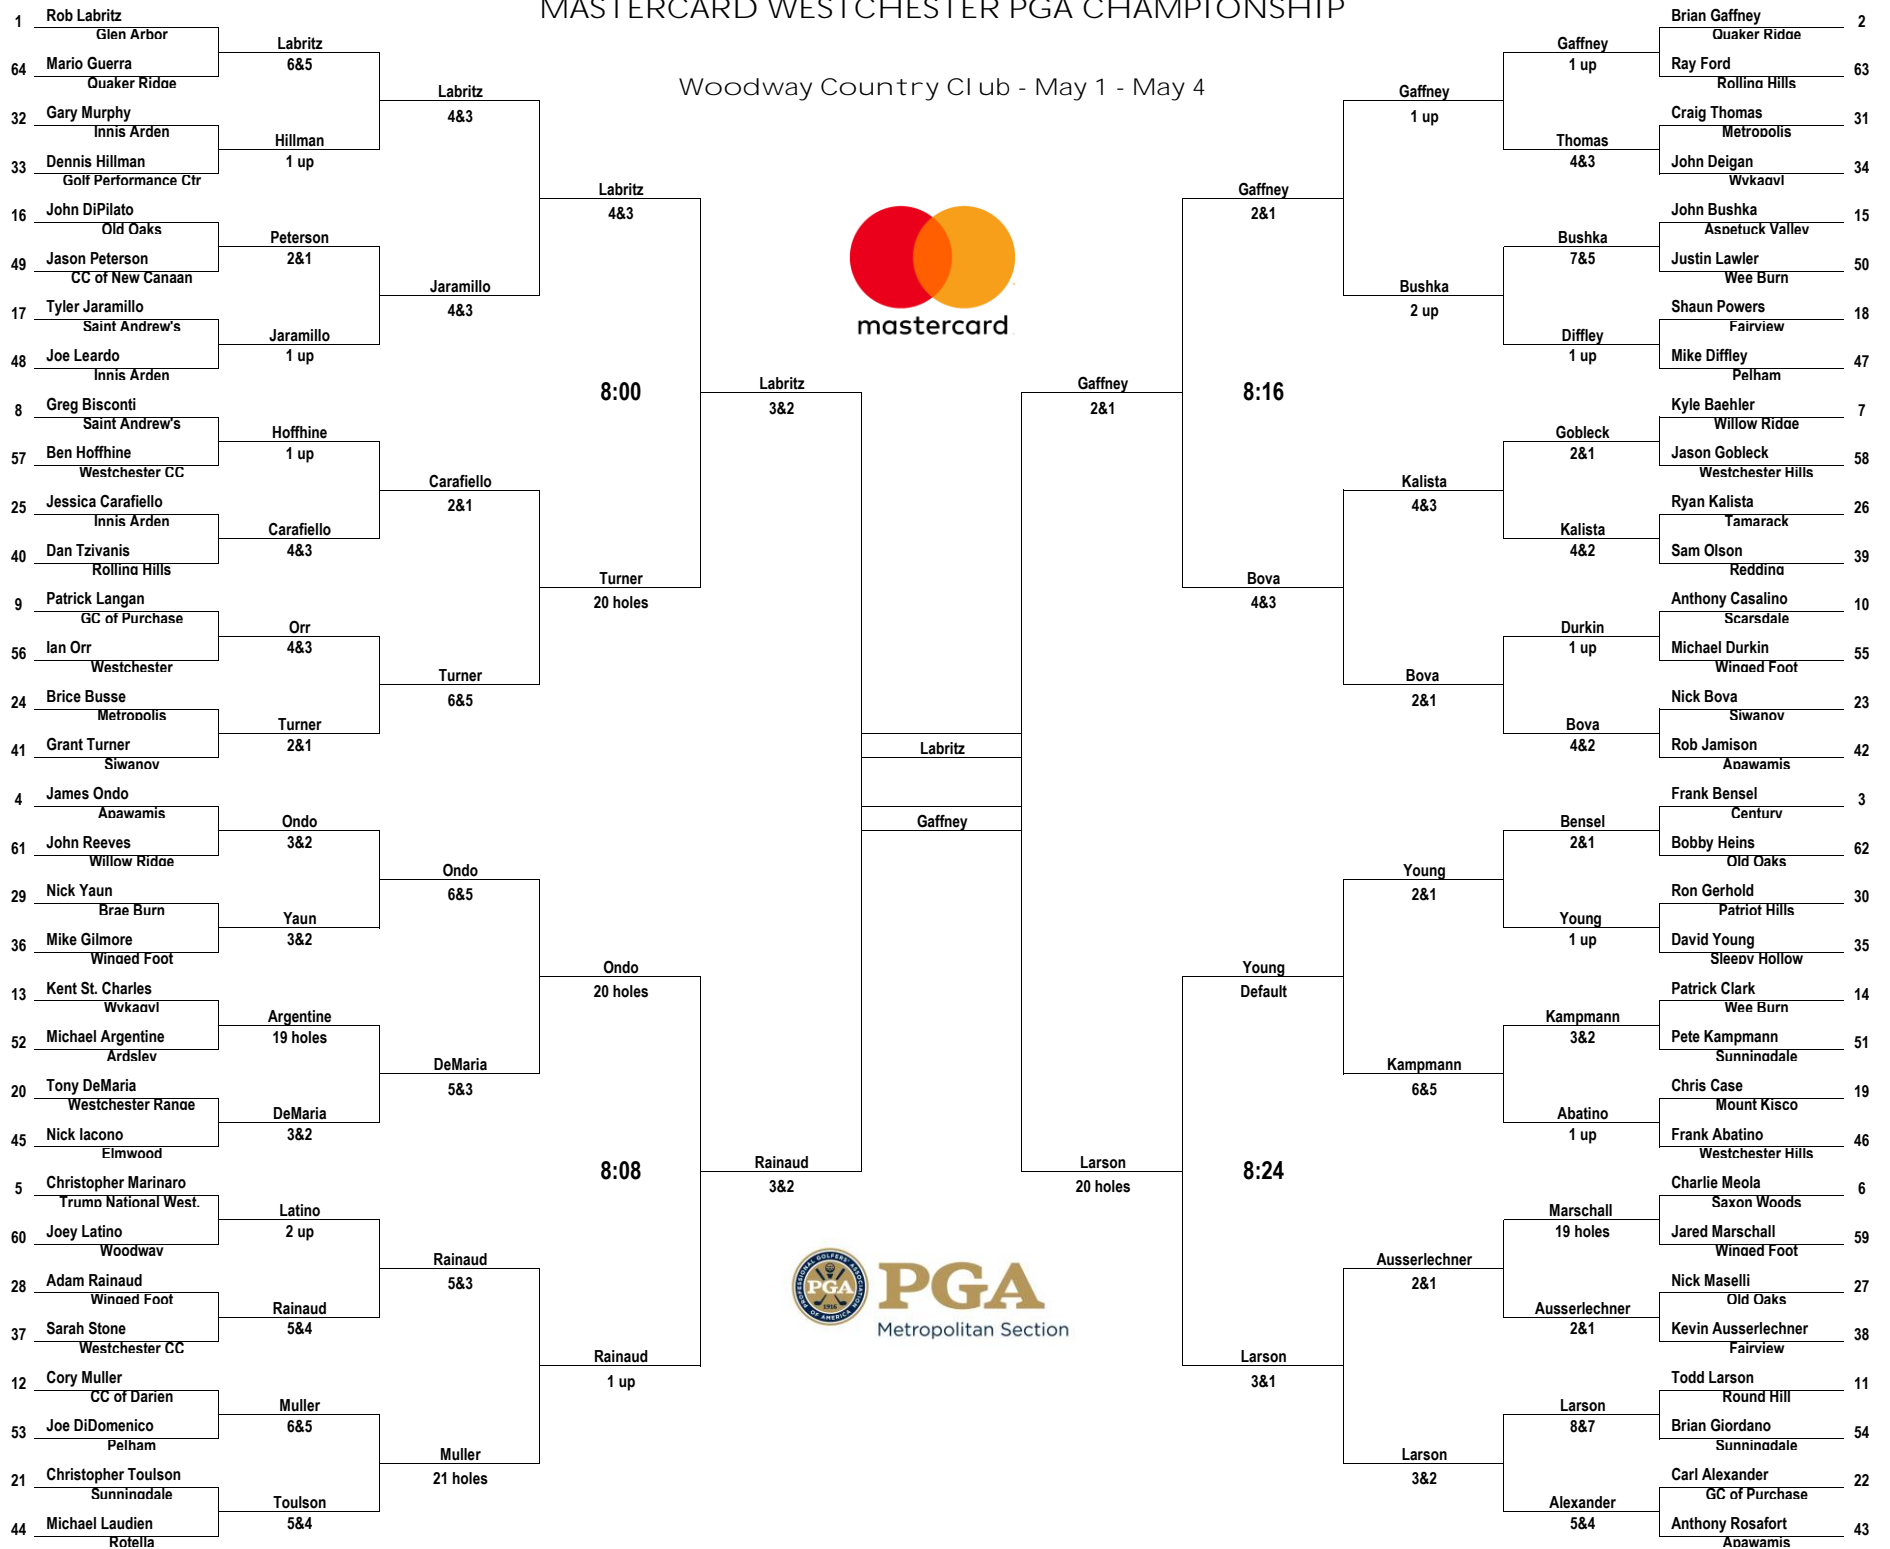 MASTERCARD WESTCHESTER PGA CHAMPIONSHIP
Woodway Country Club - May 1 - May 4
1 Rob Labritz
Glen Arbor
64 Mario Guerra
Quaker Ridge
32 Gary Murphy
Innis Arden
33 Dennis Hillman
Golf Performance Ctr
16 John DiPilato
Old Oaks
49 Jason Peterson
CC of New Canaan
17 Tyler Jaramillo
Saint Andrew's
48 Joe Leardo
Innis Arden
8 Greg Bisconti
Saint Andrew's
57 Ben Hoffhine
Westchester CC
25 Jessica Carafiello
Innis Arden
40 Dan Tzivanis
Rolling Hills
9 Patrick Langan
GC of Purchase
56 Ian Orr
Westchester
24 Brice Busse
Metropolis
41 Grant Turner
Siwanoy
4 James Ondo
Apawamis
61 John Reeves
Willow Ridge
29 Nick Yaun
Brae Burn
36 Mike Gilmore
Winged Foot
13 Kent St. Charles
Wykagyl
52 Michael Argentine
Ardsley
20 Tony DeMaria
Westchester Range
45 Nick Iacono
Elmwood
5 Christopher Marinaro
Trump National West.
60 Joey Latino
Woodway
28 Adam Rainaud
Winged Foot
37 Sarah Stone
Westchester CC
12 Cory Muller
CC of Darien
53 Joe DiDomenico
Pelham
21 Christopher Toulson
Sunningdale
44 Michael Laudien
Rotella
Labritz
6&5
Hillman
1 up
Peterson
2&1
Jaramillo
1 up
Hoffhine
1 up
Carafiello
4&3
Orr
4&3
Turner
2&1
Ondo
3&2
Yaun
3&2
Argentine
19 holes
DeMaria
3&2
Latino
2 up
Rainaud
5&4
Muller
6&5
Toulson
5&4
Labritz
4&3
Jaramillo
4&3
Carafiello
2&1
Turner
6&5
Ondo
6&5
DeMaria
5&3
Rainaud
5&3
Muller
21 holes
Labritz
4&3
8:00
Turner
20 holes
Ondo
20 holes
8:08
Rainaud
1 up
Labritz
3&2
Rainaud
3&2
mastercard
Labritz
Gaffney
PROFESSIONAL GOLFERS' ASSOCIATION OF AMERICA
PGA
1916
PGA
Metropolitan Section
Gaffney
2&1
Larson
20 holes
Gaffney
2&1
8:16
Bova
4&3
Young
Default
8:24
Larson
3&1
Gaffney
1 up
Bushka
2 up
Kalista
4&3
Bova
2&1
Young
2&1
Kampmann
6&5
Ausserlechner
2&1
Larson
3&2
Gaffney
1 up
Thomas
4&3
Bushka
7&5
Diffley
1 up
Gobleck
2&1
Kalista
4&2
Durkin
1 up
Bova
4&2
Bensel
2&1
Young
1 up
Kampmann
3&2
Abatino
1 up
Marschall
19 holes
Ausserlechner
2&1
Larson
8&7
Alexander
5&4
Brian Gaffney 2
Quaker Ridge
Ray Ford 63
Rolling Hills
Craig Thomas 31
Metropolis
John Deigan 34
Wykagyl
John Bushka 15
Aspetuck Valley
Justin Lawler 50
Wee Burn
Shaun Powers 18
Fairview
Mike Diffley 47
Pelham
Kyle Baehler 7
Willow Ridge
Jason Gobleck 58
Westchester Hills
Ryan Kalista 26
Tamarack
Sam Olson 39
Redding
Anthony Casalino 10
Scarsdale
Michael Durkin 55
Winged Foot
Nick Bova 23
Siwanoy
Rob Jamison 42
Apawamis
Frank Bensel 3
Century
Bobby Heins 62
Old Oaks
Ron Gerhold 30
Patriot Hills
David Young 35
Sleepy Hollow
Patrick Clark 14
Wee Burn
Pete Kampmann 51
Sunningdale
Chris Case 19
Mount Kisco
Frank Abatino 46
Westchester Hills
Charlie Meola 6
Saxon Woods
Jared Marschall 59
Winged Foot
Nick Maselli 27
Old Oaks
Kevin Ausserlechner 38
Fairview
Todd Larson 11
Round Hill
Brian Giordano 54
Sunningdale
Carl Alexander 22
GC of Purchase
Anthony Rosafort 43
Apawamis